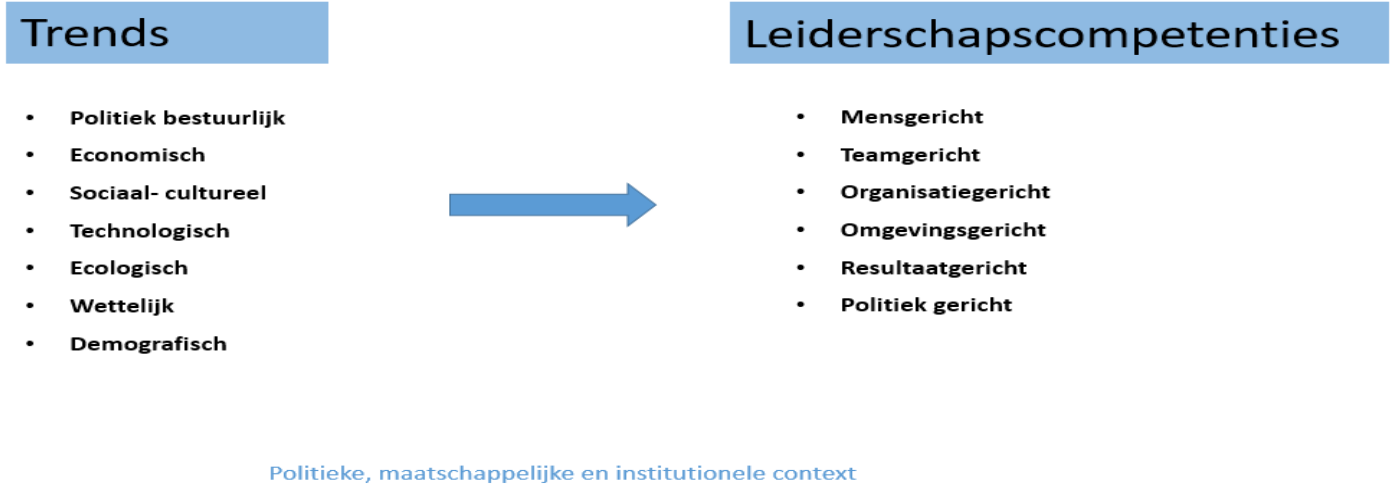 Trends
• Politiek bestuurlijk
• Economisch
• Sociaal- cultureel
• Technologisch
• Ecologisch
• Wettelijk
• Demografisch
Leiderschapscompetenties
• Mensgericht
• Teamgericht
• Organisatiegericht
• Omgevingsgericht
• Resultaatgericht
• Politiek gericht
Politieke, maatschappelijke en institutionele context